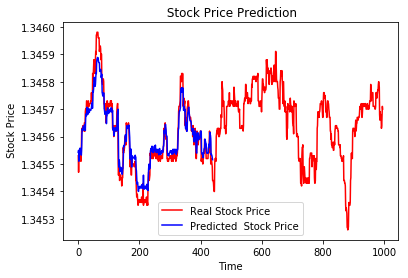 Stock Price Prediction
1.3460
1.3459
1.3458
1.3457
1.3456
1.3455
1.3454
1.3453
Stock Price
Real Stock Price
Predicted  Stock Price
0 200 400 600 800 1000
Time